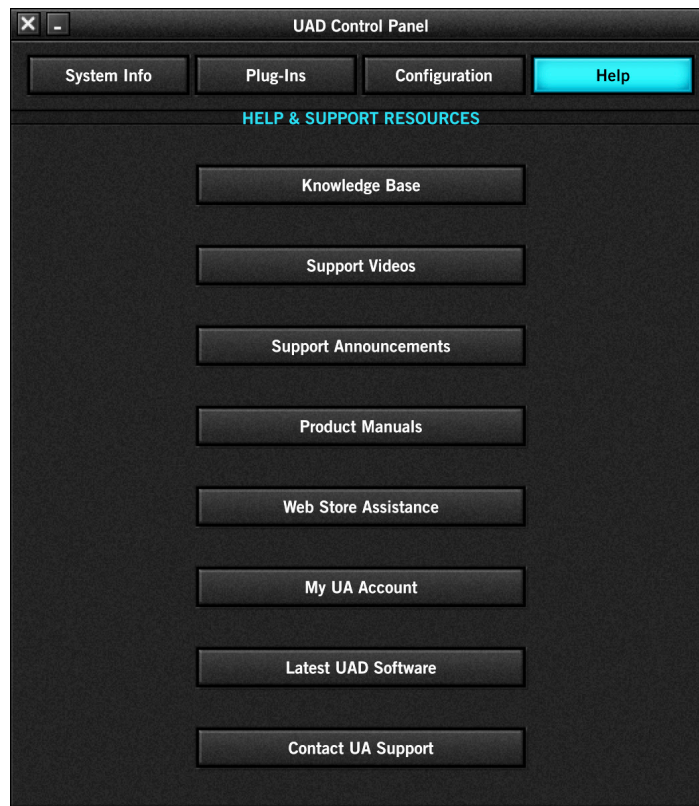 UAD Control Panel
System Info Plug-Ins Configuration Help
HELP & SUPPORT RESOURCES
Knowledge Base
Support Videos
Support Announcements
Product Manuals
Web Store Assistance
My UA Account
Latest UAD Software
Contact UA Support